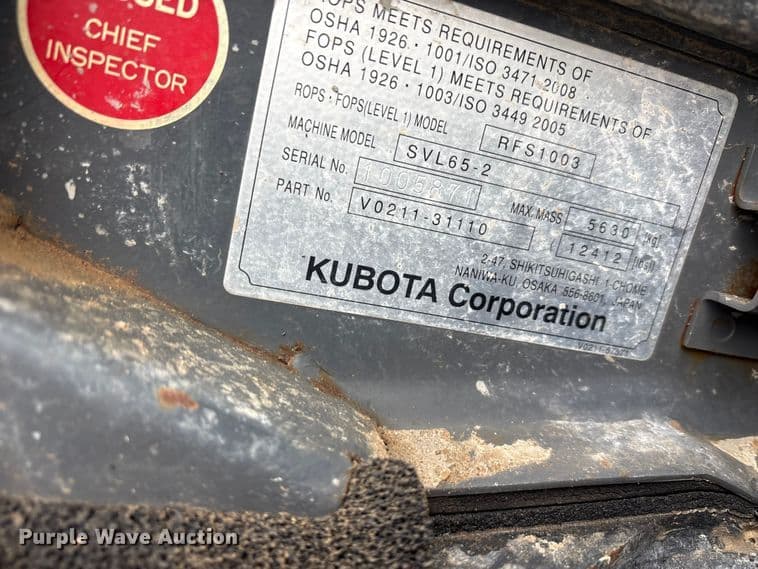 CHIEF
INSPECTOR
ROPS MEETS REQUIREMENTS OF
OSHA 1926 · 1001/ISO 3471 2008
FOPS (LEVEL 1) MEETS REQUIREMENTS OF
OSHA 1926 · 1003/ISO 3449 2005
ROPS · FOPS(LEVEL 1) MODEL RFS1003
MACHINE MODEL SVL65-2
SERIAL No. MAX. MASS 5630 (kg)
PART No. V0211-31110 (12412 (lbs))
2-47, SHIKITSUHIGASHI 1-CHOME
NANIWA-KU, OSAKA 556-8601, JAPAN
KUBOTA Corporation
Purple Wave Auction